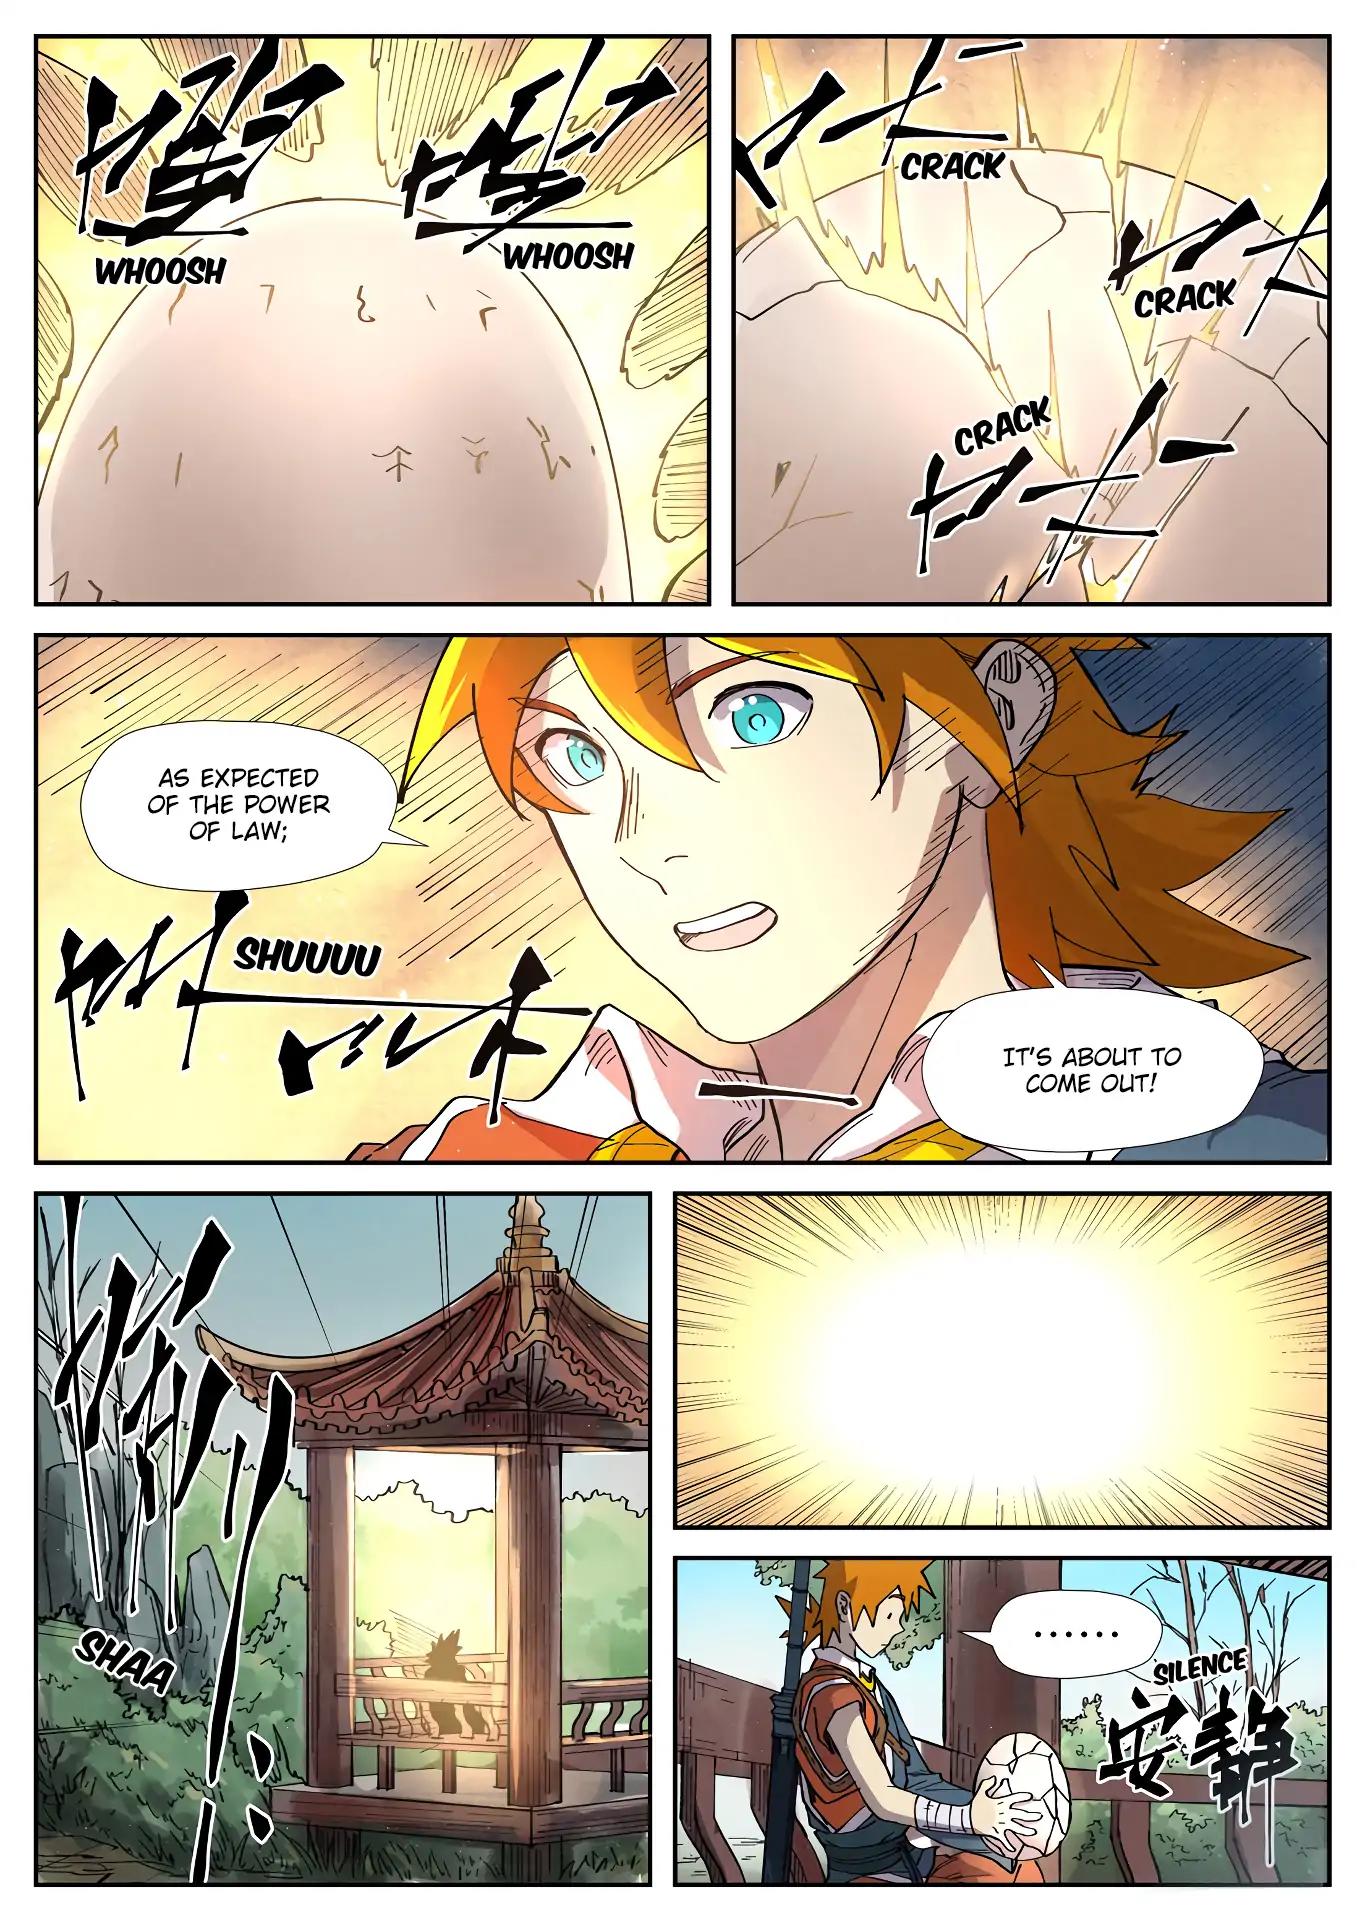 WHOOSH
WHOOSH
CRACK
CRACK
CRACK
AS EXPECTED
OF THE POWER
OF LAW;
SHUUUU
IT'S ABOUT TO
COME OUT!
SHAA
......
SILENCE
安静